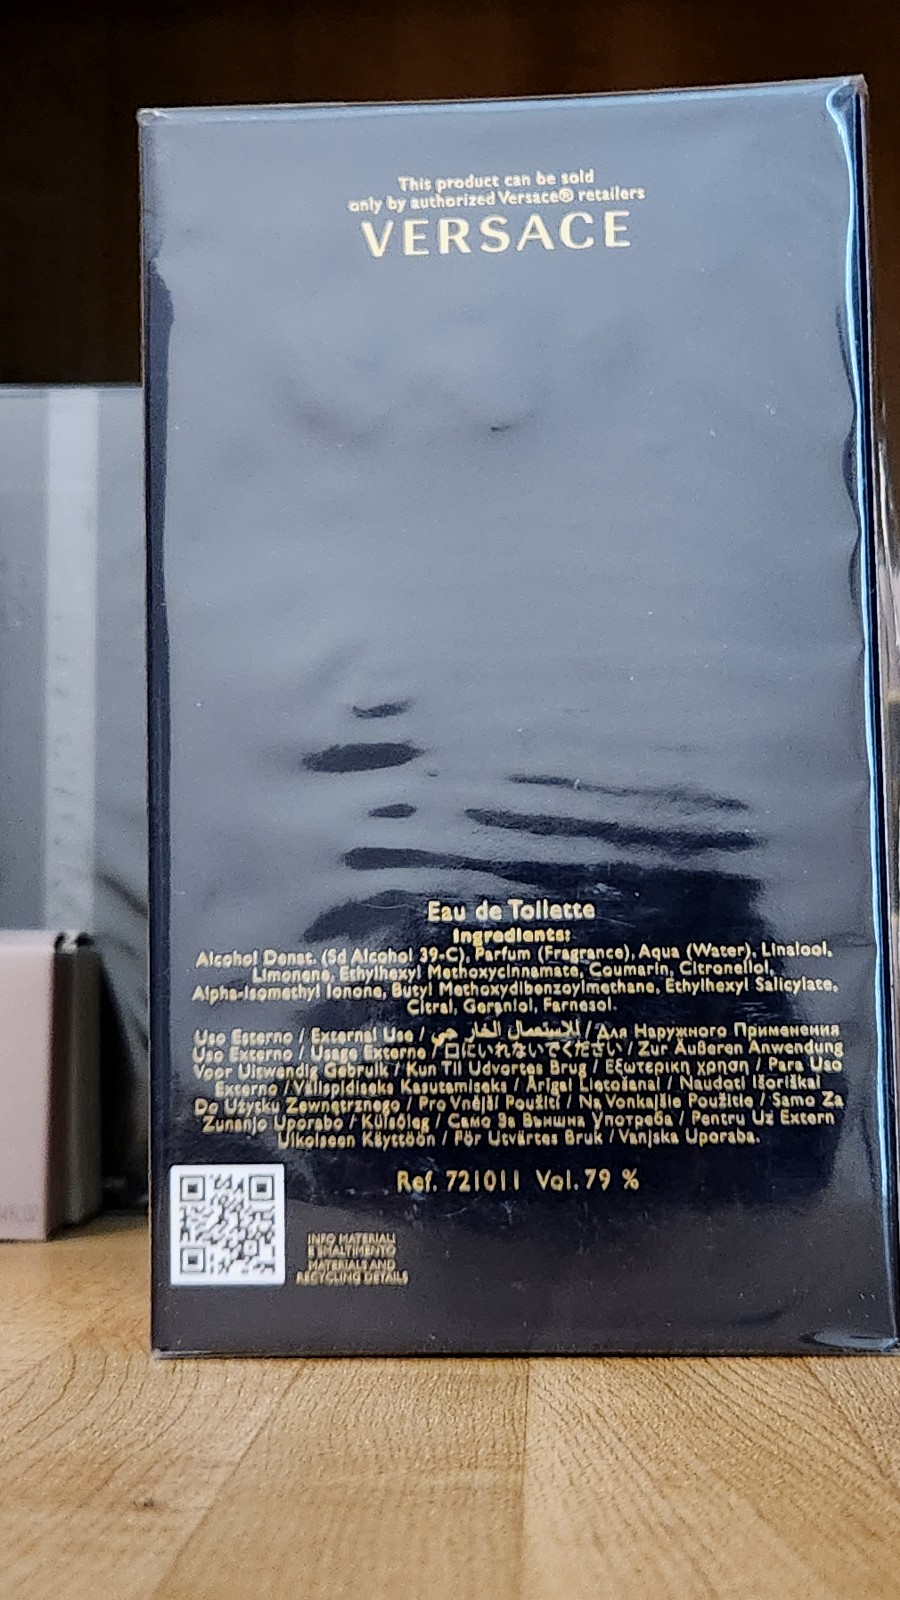 This product can be sold
only by authorized Versace® retailers
VERSACE
Eau de Toilette
Ingredients:
Alcohol Denat. (Sd Alcohol 39-C), Parfum (Fragrance), Aqua (Water), Linalool,
Limonene, Ethylhexyl Methoxycinnamate, Coumarin, Citronellol,
Alpha-Isomethyl Ionone, Butyl Methoxydibenzoylmethane, Ethylhexyl Salicylate,
Citral, Geraniol, Farnesol.
Uso Esterno / External Use / للإستعمال الخارجي / Для Наружного Применения
Uso Externo / Usage Externe / 口にいれないでください / Zur Äußeren Anwendung
Voor Uitwendig Gebruik / Kun Til Udvortes Brug / Εξωτερικη χρηση / Para Uso
Externo / Välispidiseks Kasutamiseks / Ārīgai Lietošanai / Naudoti Išoriškai
Do Użytku Zewnętrznego / Pro Vnější Použití / Na Vonkajšie Použitie / Samo Za
Zunanjo Uporabo / Külsőleg / Само За Външна Употреба / Pentru Uz Extern
Ulkoiseen Käyttöön / För Utvärtes Bruk / Vanjska Uporaba.
Ref. 721011 Vol. 79 %
INFO MATERIALI
E SMALTIMENTO
MATERIALS AND
RECYCLING DETAILS